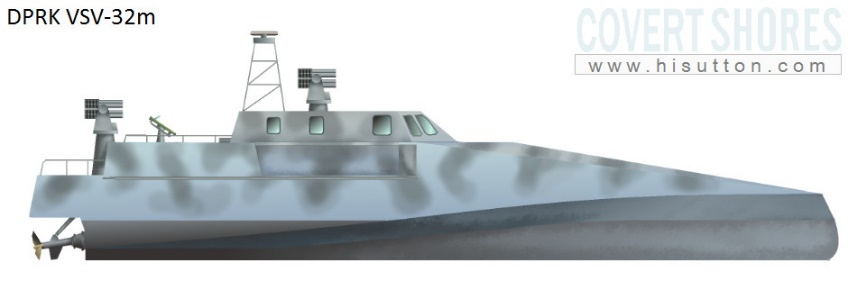 DPRK VSV-32m
COVERT SHORES
www.hisutton.com